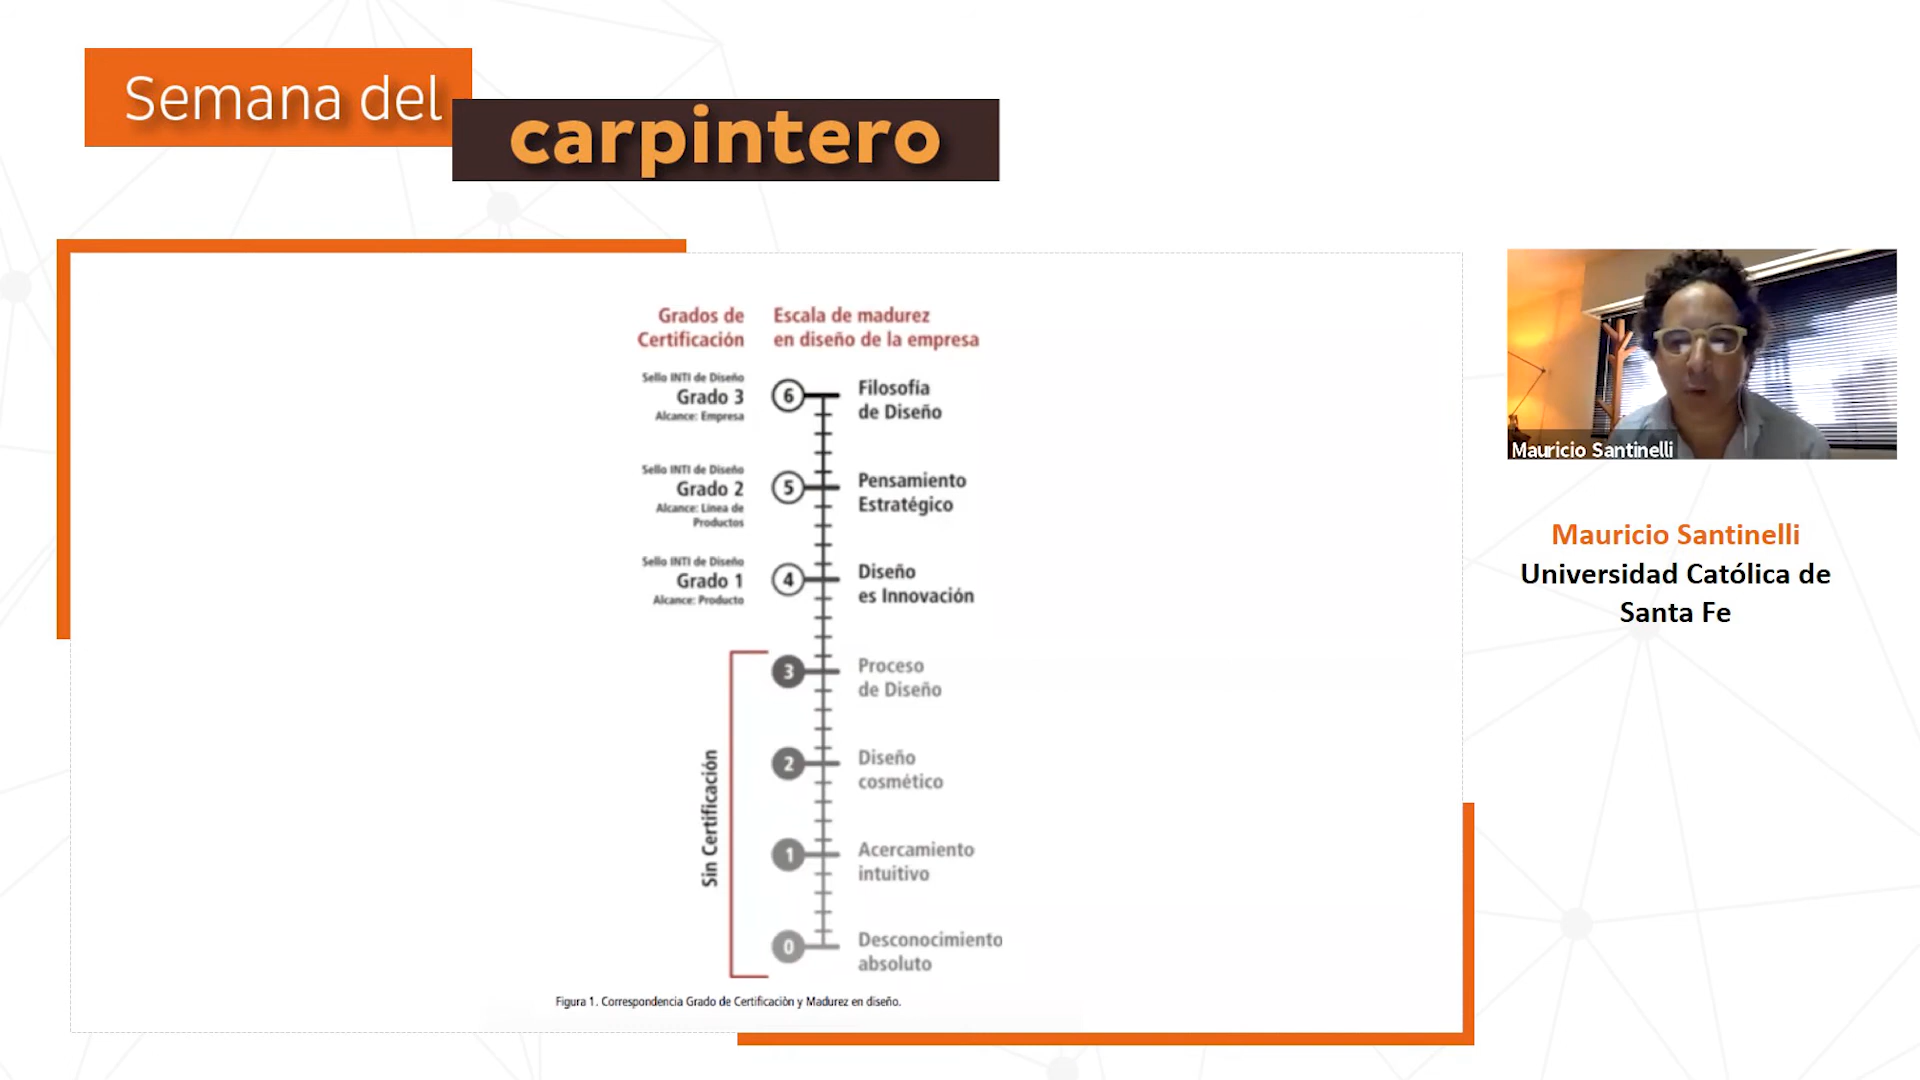 Semana del
carpintero
Grados de
Certificación
Escala de madurez
en diseño de la empresa
Sello INTI de Diseño
Grado 3
Alcance: Empresa
6
Filosofía
de Diseño
Sello INTI de Diseño
Grado 2
Alcance: Línea de
Productos
5
Pensamiento
Estratégico
Sello INTI de Diseño
Grado 1
Alcance: Producto
4
Diseño
es Innovación
Sin Certificación
3
Proceso
de Diseño
2
Diseño
cosmético
1
Acercamiento
intuitivo
0
Desconocimiento
absoluto
Figura 1. Correspondencia Grado de Certificación y Madurez en diseño.
Mauricio Santinelli
Mauricio Santinelli
Universidad Católica de
Santa Fe